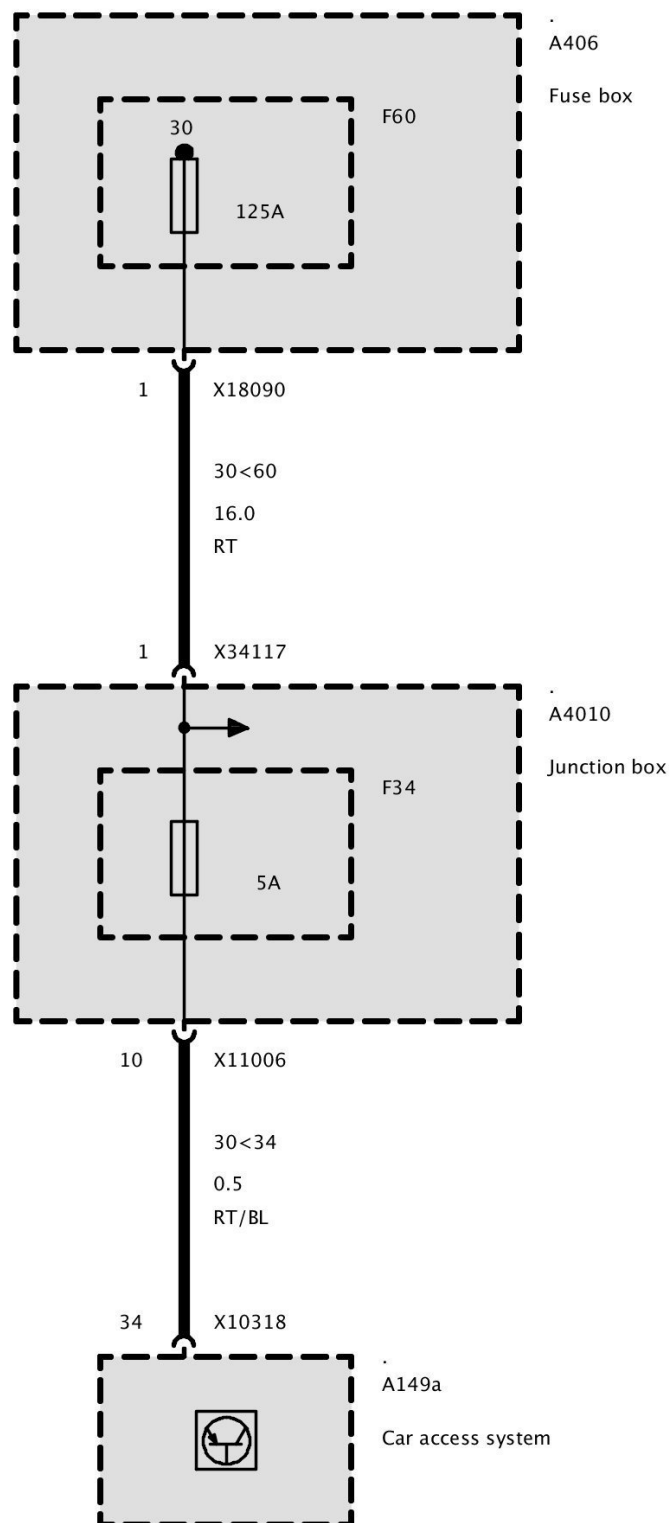 .
A406
Fuse box
F60
30
125A
1 X18090
30<60
16.0
RT
1 X34117
.
A4010
Junction box
F34
5A
10 X11006
30<34
0.5
RT/BL
34 X10318
.
A149a
Car access system